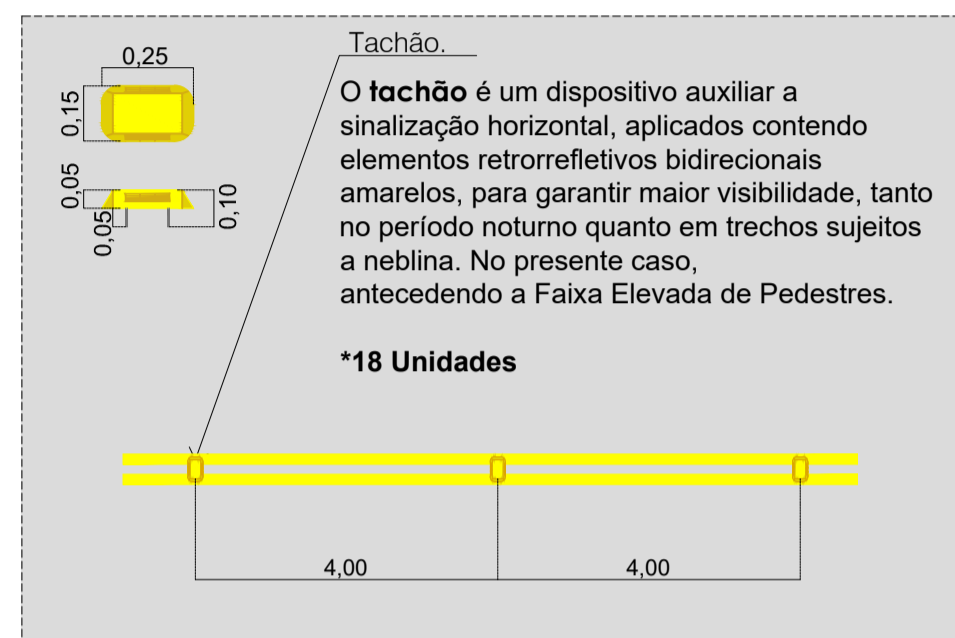 Tachão.
0,25
0,15
0,05
0,05
0,10
O tachão é um dispositivo auxiliar a
sinalização horizontal, aplicados contendo
elementos retrorrefletivos bidirecionais
amarelos, para garantir maior visibilidade, tanto
no período noturno quanto em trechos sujeitos
a neblina. No presente caso,
antecedendo a Faixa Elevada de Pedestres.
*18 Unidades
4,00
4,00